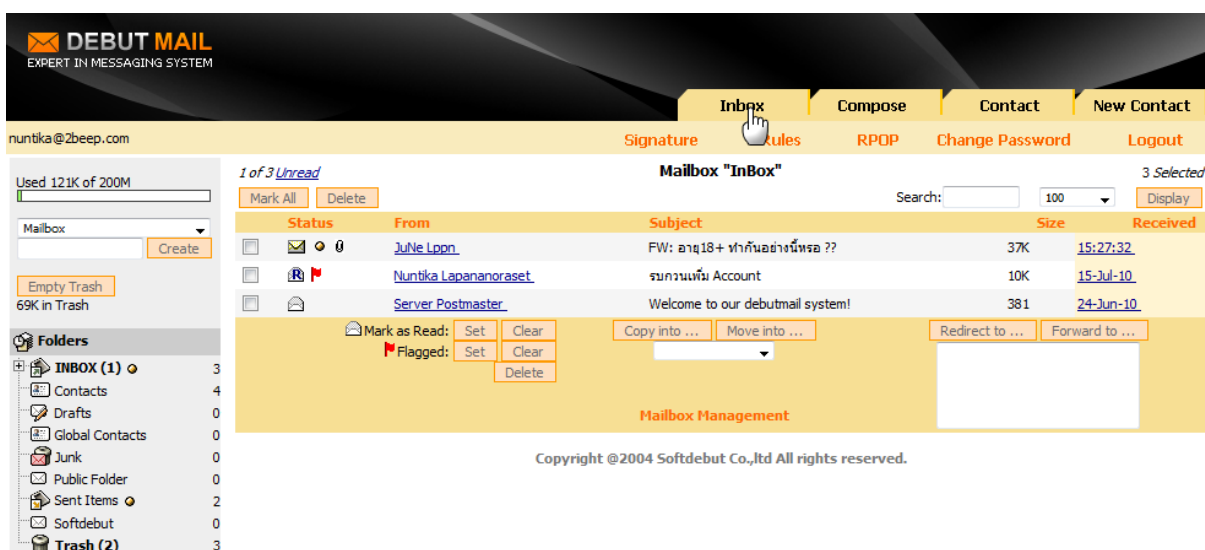 DEBUT MAIL
EXPERT IN MESSAGING SYSTEM
Inbox Compose Contact New Contact
nuntika@2beep.com Signature Rules RPOP Change Password Logout
Used 121K of 200M
Mailbox
Create
Empty Trash
69K in Trash
Folders
INBOX (1) 3
Contacts 4
Drafts 0
Global Contacts 0
Junk 0
Public Folder 0
Sent Items 2
Softdebut 0
Trash (2) 3
1 of 3 Unread Mailbox "InBox" 3 Selected
Mark All Delete Search: 100 Display
Status From Subject Size Received
JuNe Lppn FW: อายุ18+ ทำกันอย่างนี้หรอ ?? 37K 15:27:32
R Nuntika Lapananoraset รบกวนเพิ่ม Account 10K 15-Jul-10
Server Postmaster Welcome to our debutmail system! 381 24-Jun-10
Mark as Read: Set Clear Copy into ... Move into ... Redirect to ... Forward to ...
Flagged: Set Clear
Delete
Mailbox Management
Copyright @2004 Softdebut Co.,ltd All rights reserved.